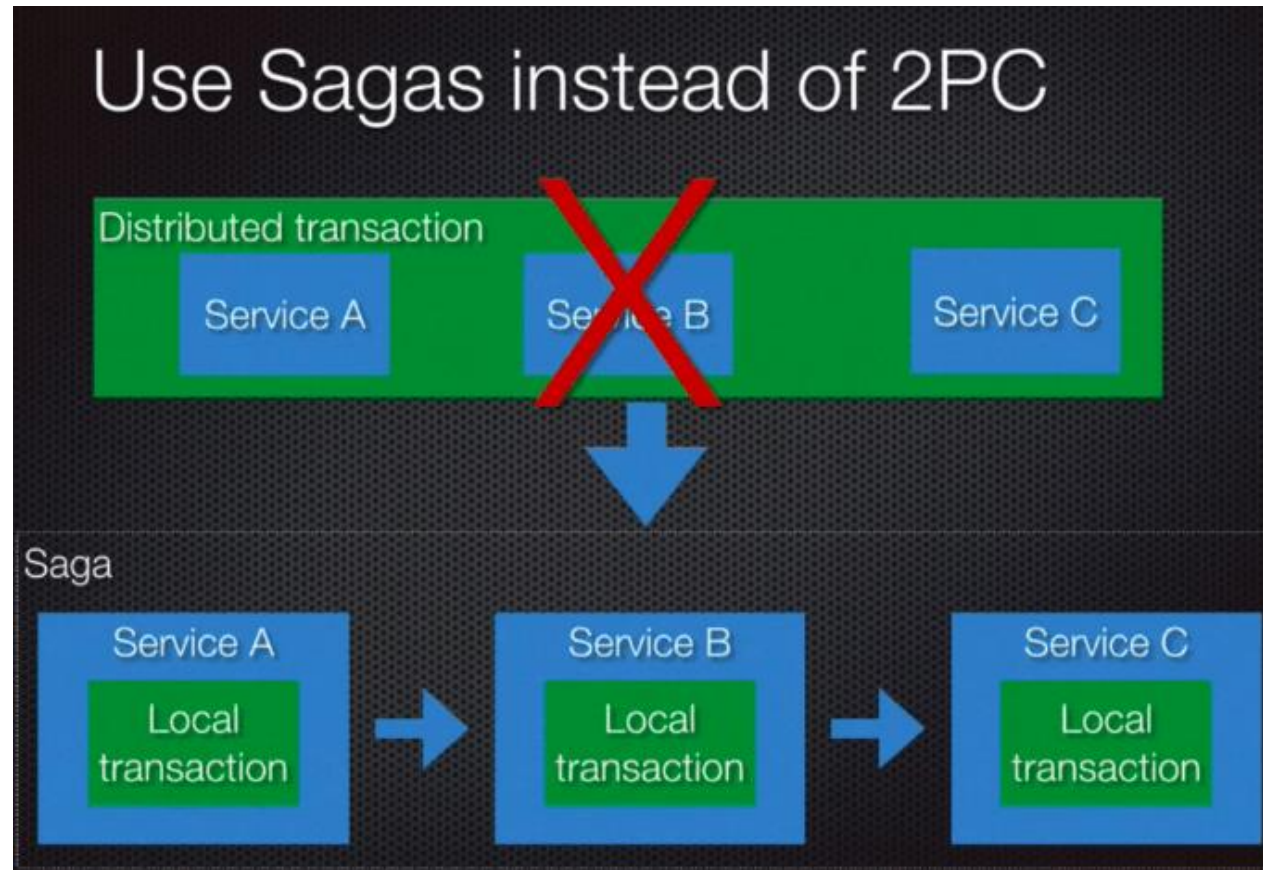 Use Sagas instead of 2PC
Distributed transaction
Service A
Service B
Service C
Saga
Service A
Service B
Service C
Local
transaction
Local
transaction
Local
transaction